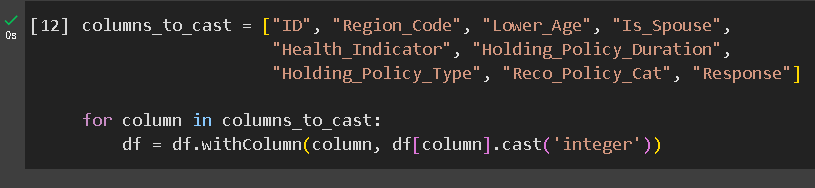 [12] columns_to_cast = ["ID", "Region_Code", "Lower_Age", "Is_Spouse",
"Health_Indicator", "Holding_Policy_Duration",
"Holding_Policy_Type", "Reco_Policy_Cat", "Response"]
0s
for column in columns_to_cast:
df = df.withColumn(column, df[column].cast('integer'))